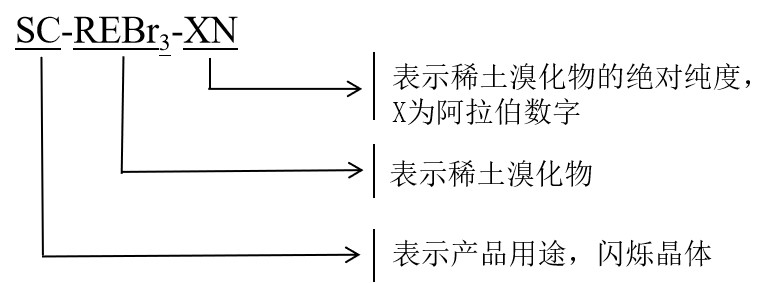 SC-REBr₃-XN
表示稀土溴化物的绝对纯度，
X为阿拉伯数字
表示稀土溴化物
表示产品用途，闪烁晶体